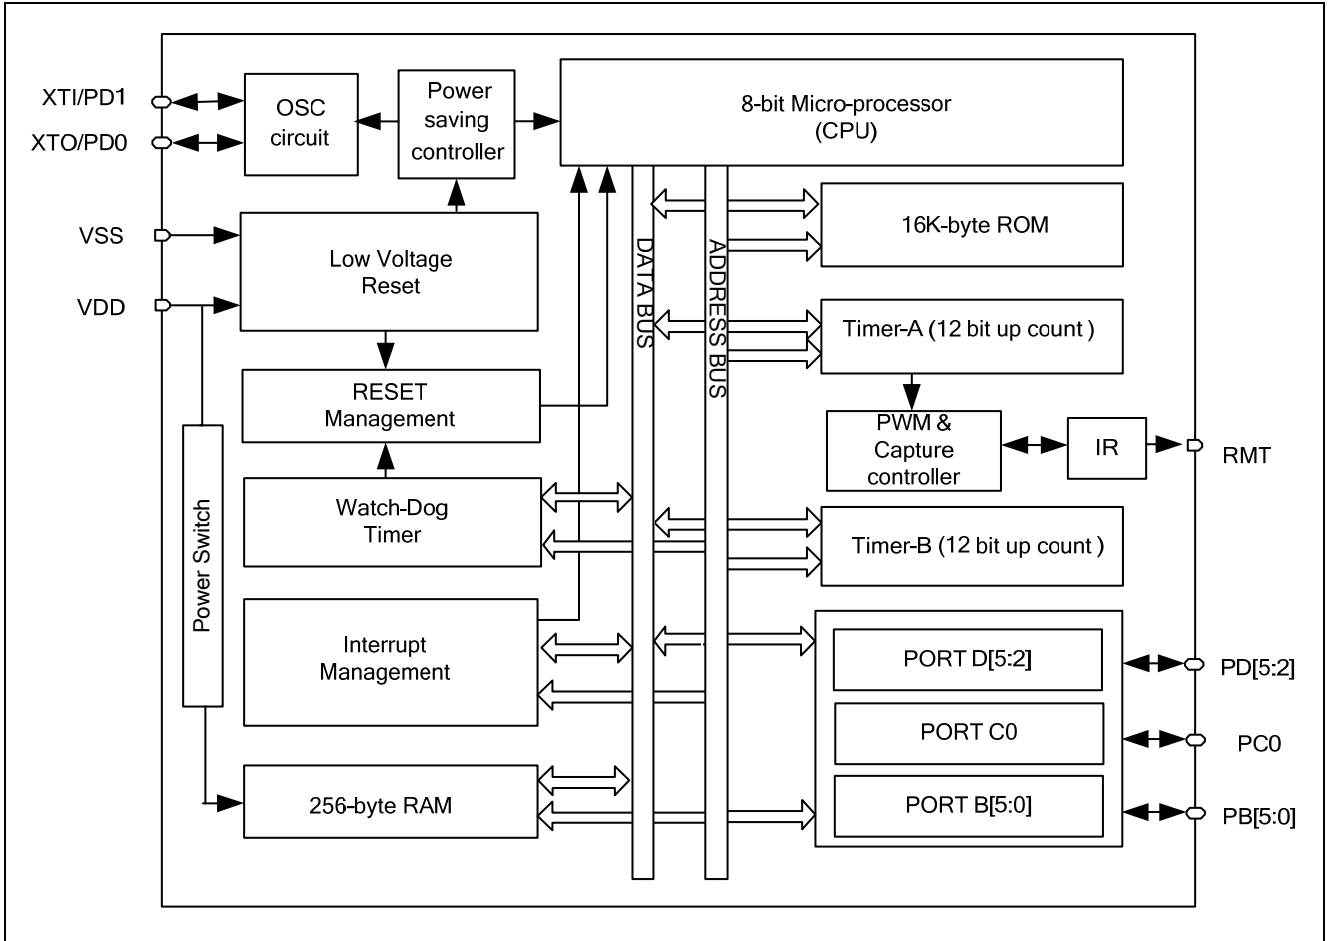 XTI/PD1
XTO/PD0
VSS
VDD
OSC
circuit
Power
saving
controller
8-bit Micro-processor
(CPU)
Low Voltage
Reset
RESET
Management
Watch-Dog
Timer
Power Switch
Interrupt
Management
256-byte RAM
DATA BUS
ADDRESS BUS
16K-byte ROM
Timer-A (12 bit up count )
PWM &
Capture
controller
IR
RMT
Timer-B (12 bit up count )
PORT D[5:2]
PORT C0
PORT B[5:0]
PD[5:2]
PC0
PB[5:0]